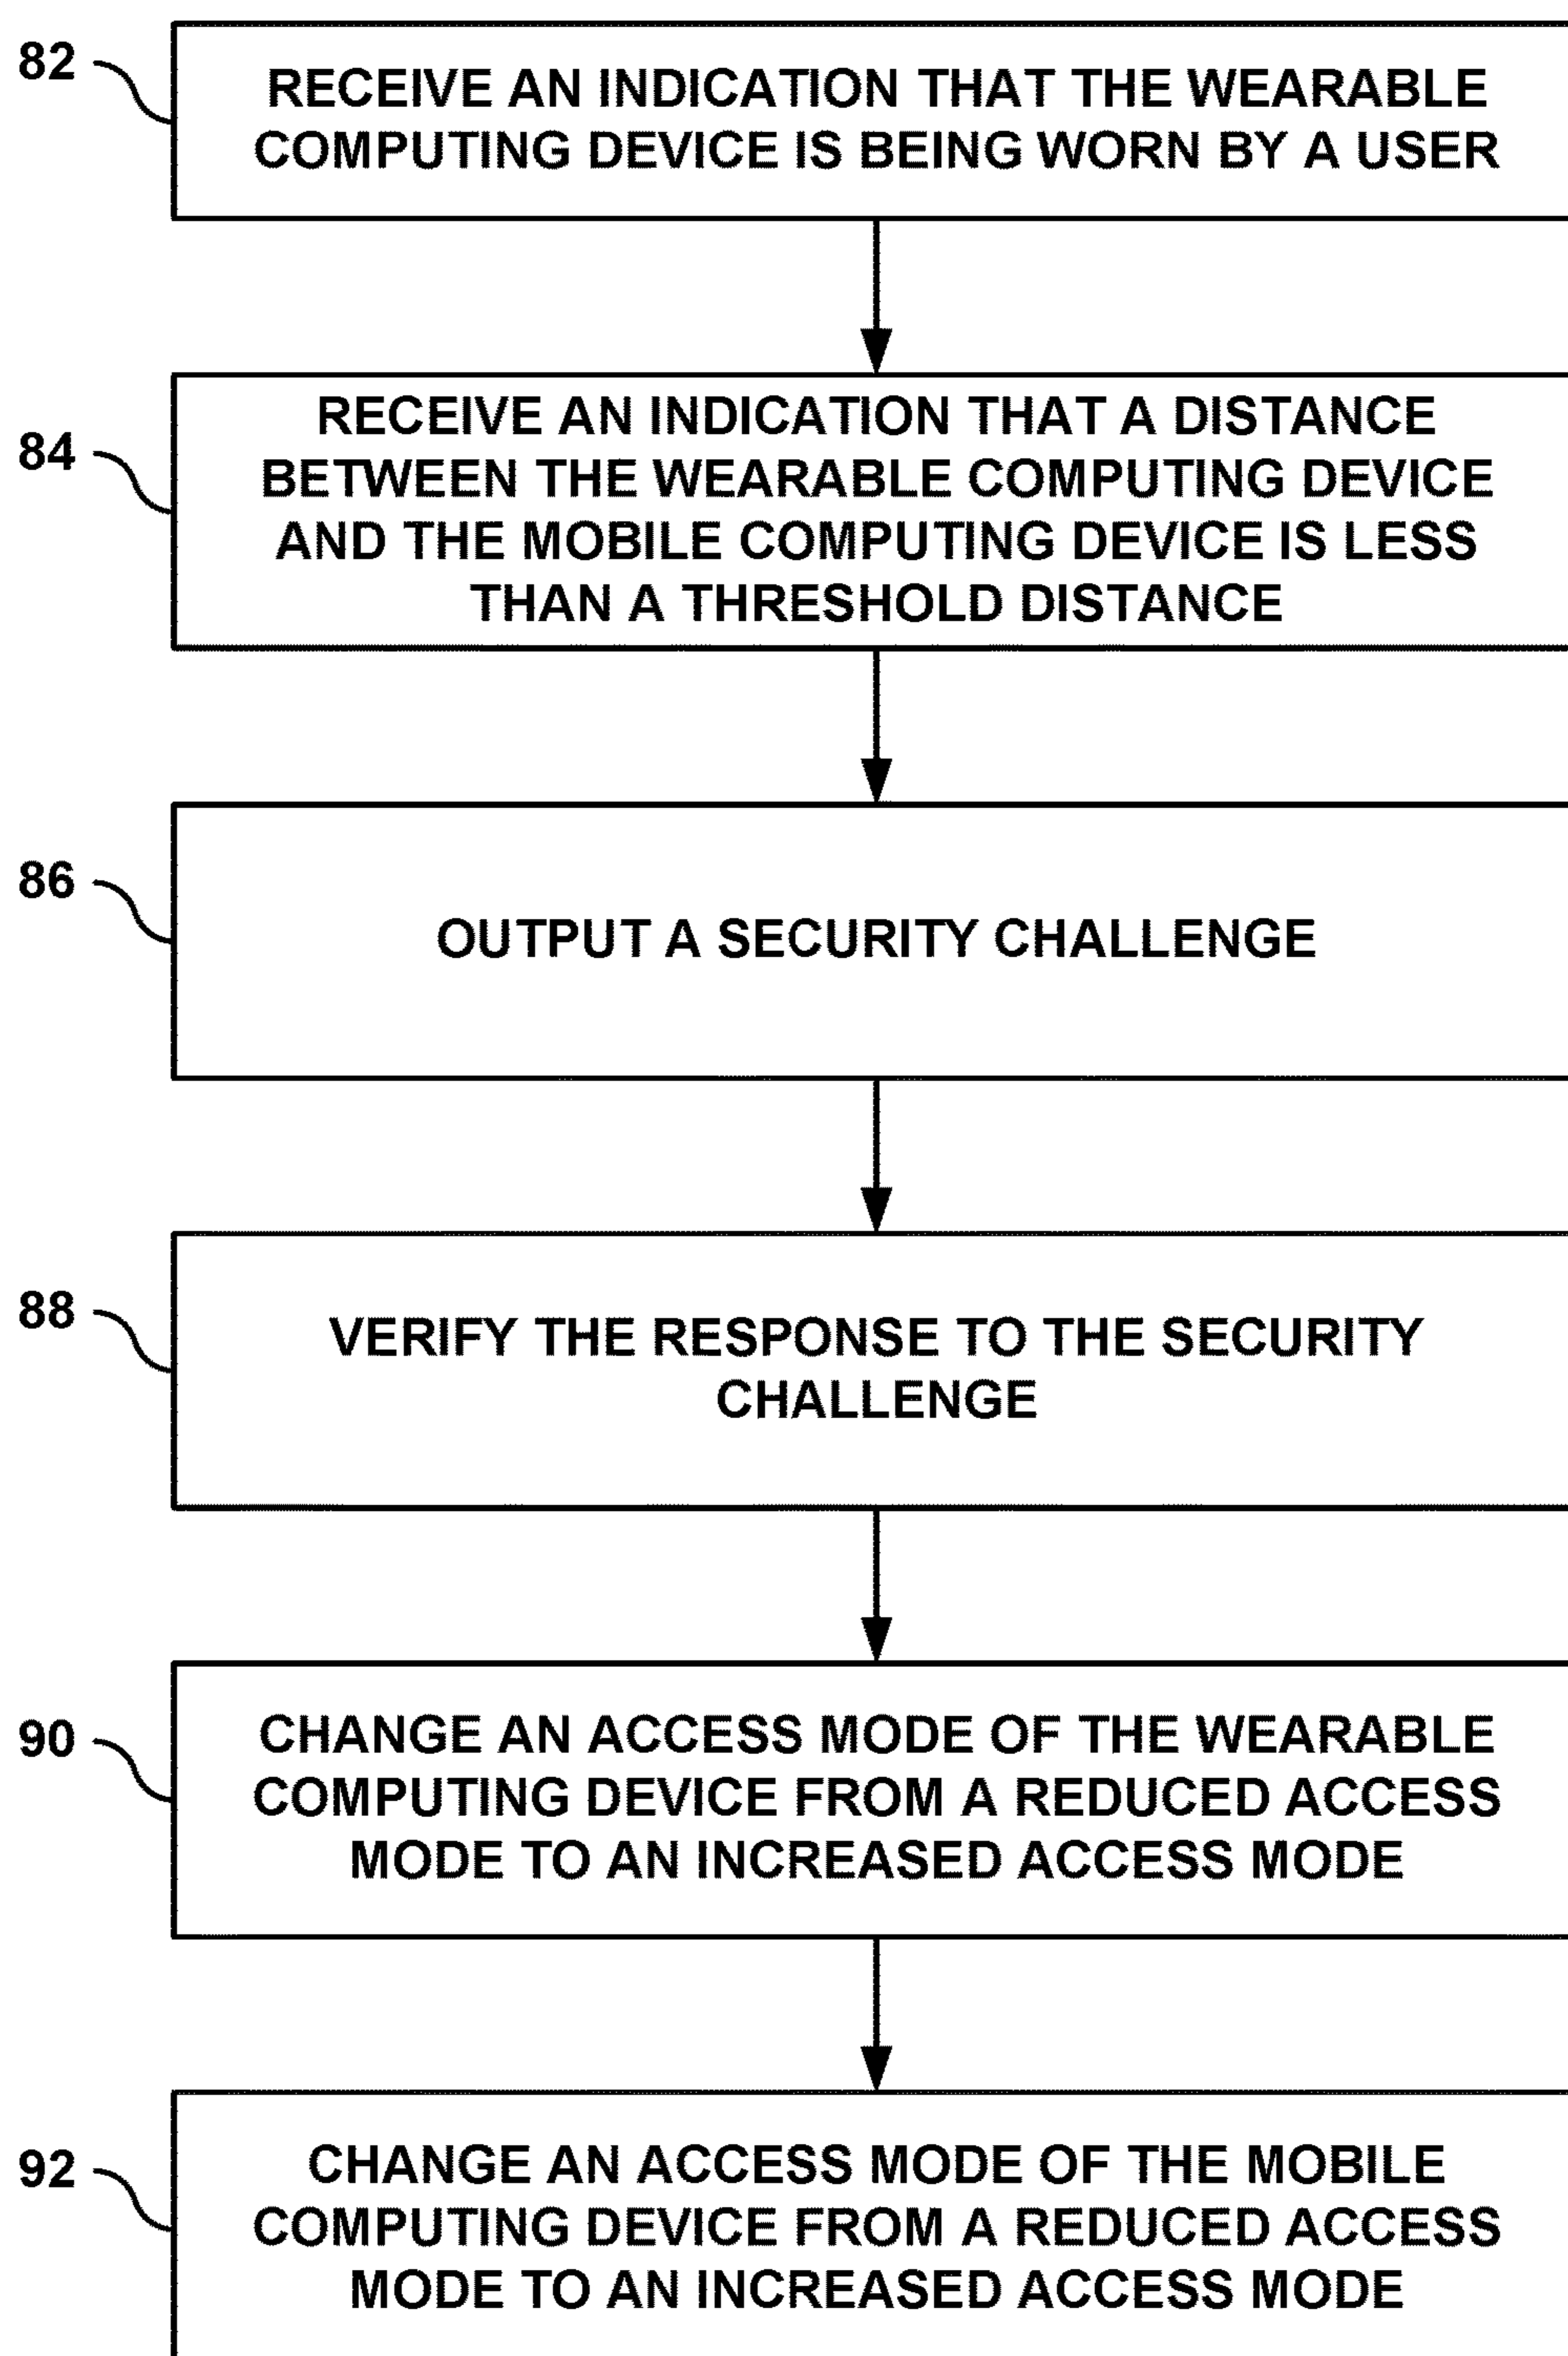 82
RECEIVE AN INDICATION THAT THE WEARABLE
COMPUTING DEVICE IS BEING WORN BY A USER
84
RECEIVE AN INDICATION THAT A DISTANCE
BETWEEN THE WEARABLE COMPUTING DEVICE
AND THE MOBILE COMPUTING DEVICE IS LESS
THAN A THRESHOLD DISTANCE
86
OUTPUT A SECURITY CHALLENGE
88
VERIFY THE RESPONSE TO THE SECURITY
CHALLENGE
90
CHANGE AN ACCESS MODE OF THE WEARABLE
COMPUTING DEVICE FROM A REDUCED ACCESS
MODE TO AN INCREASED ACCESS MODE
92
CHANGE AN ACCESS MODE OF THE MOBILE
COMPUTING DEVICE FROM A REDUCED ACCESS
MODE TO AN INCREASED ACCESS MODE